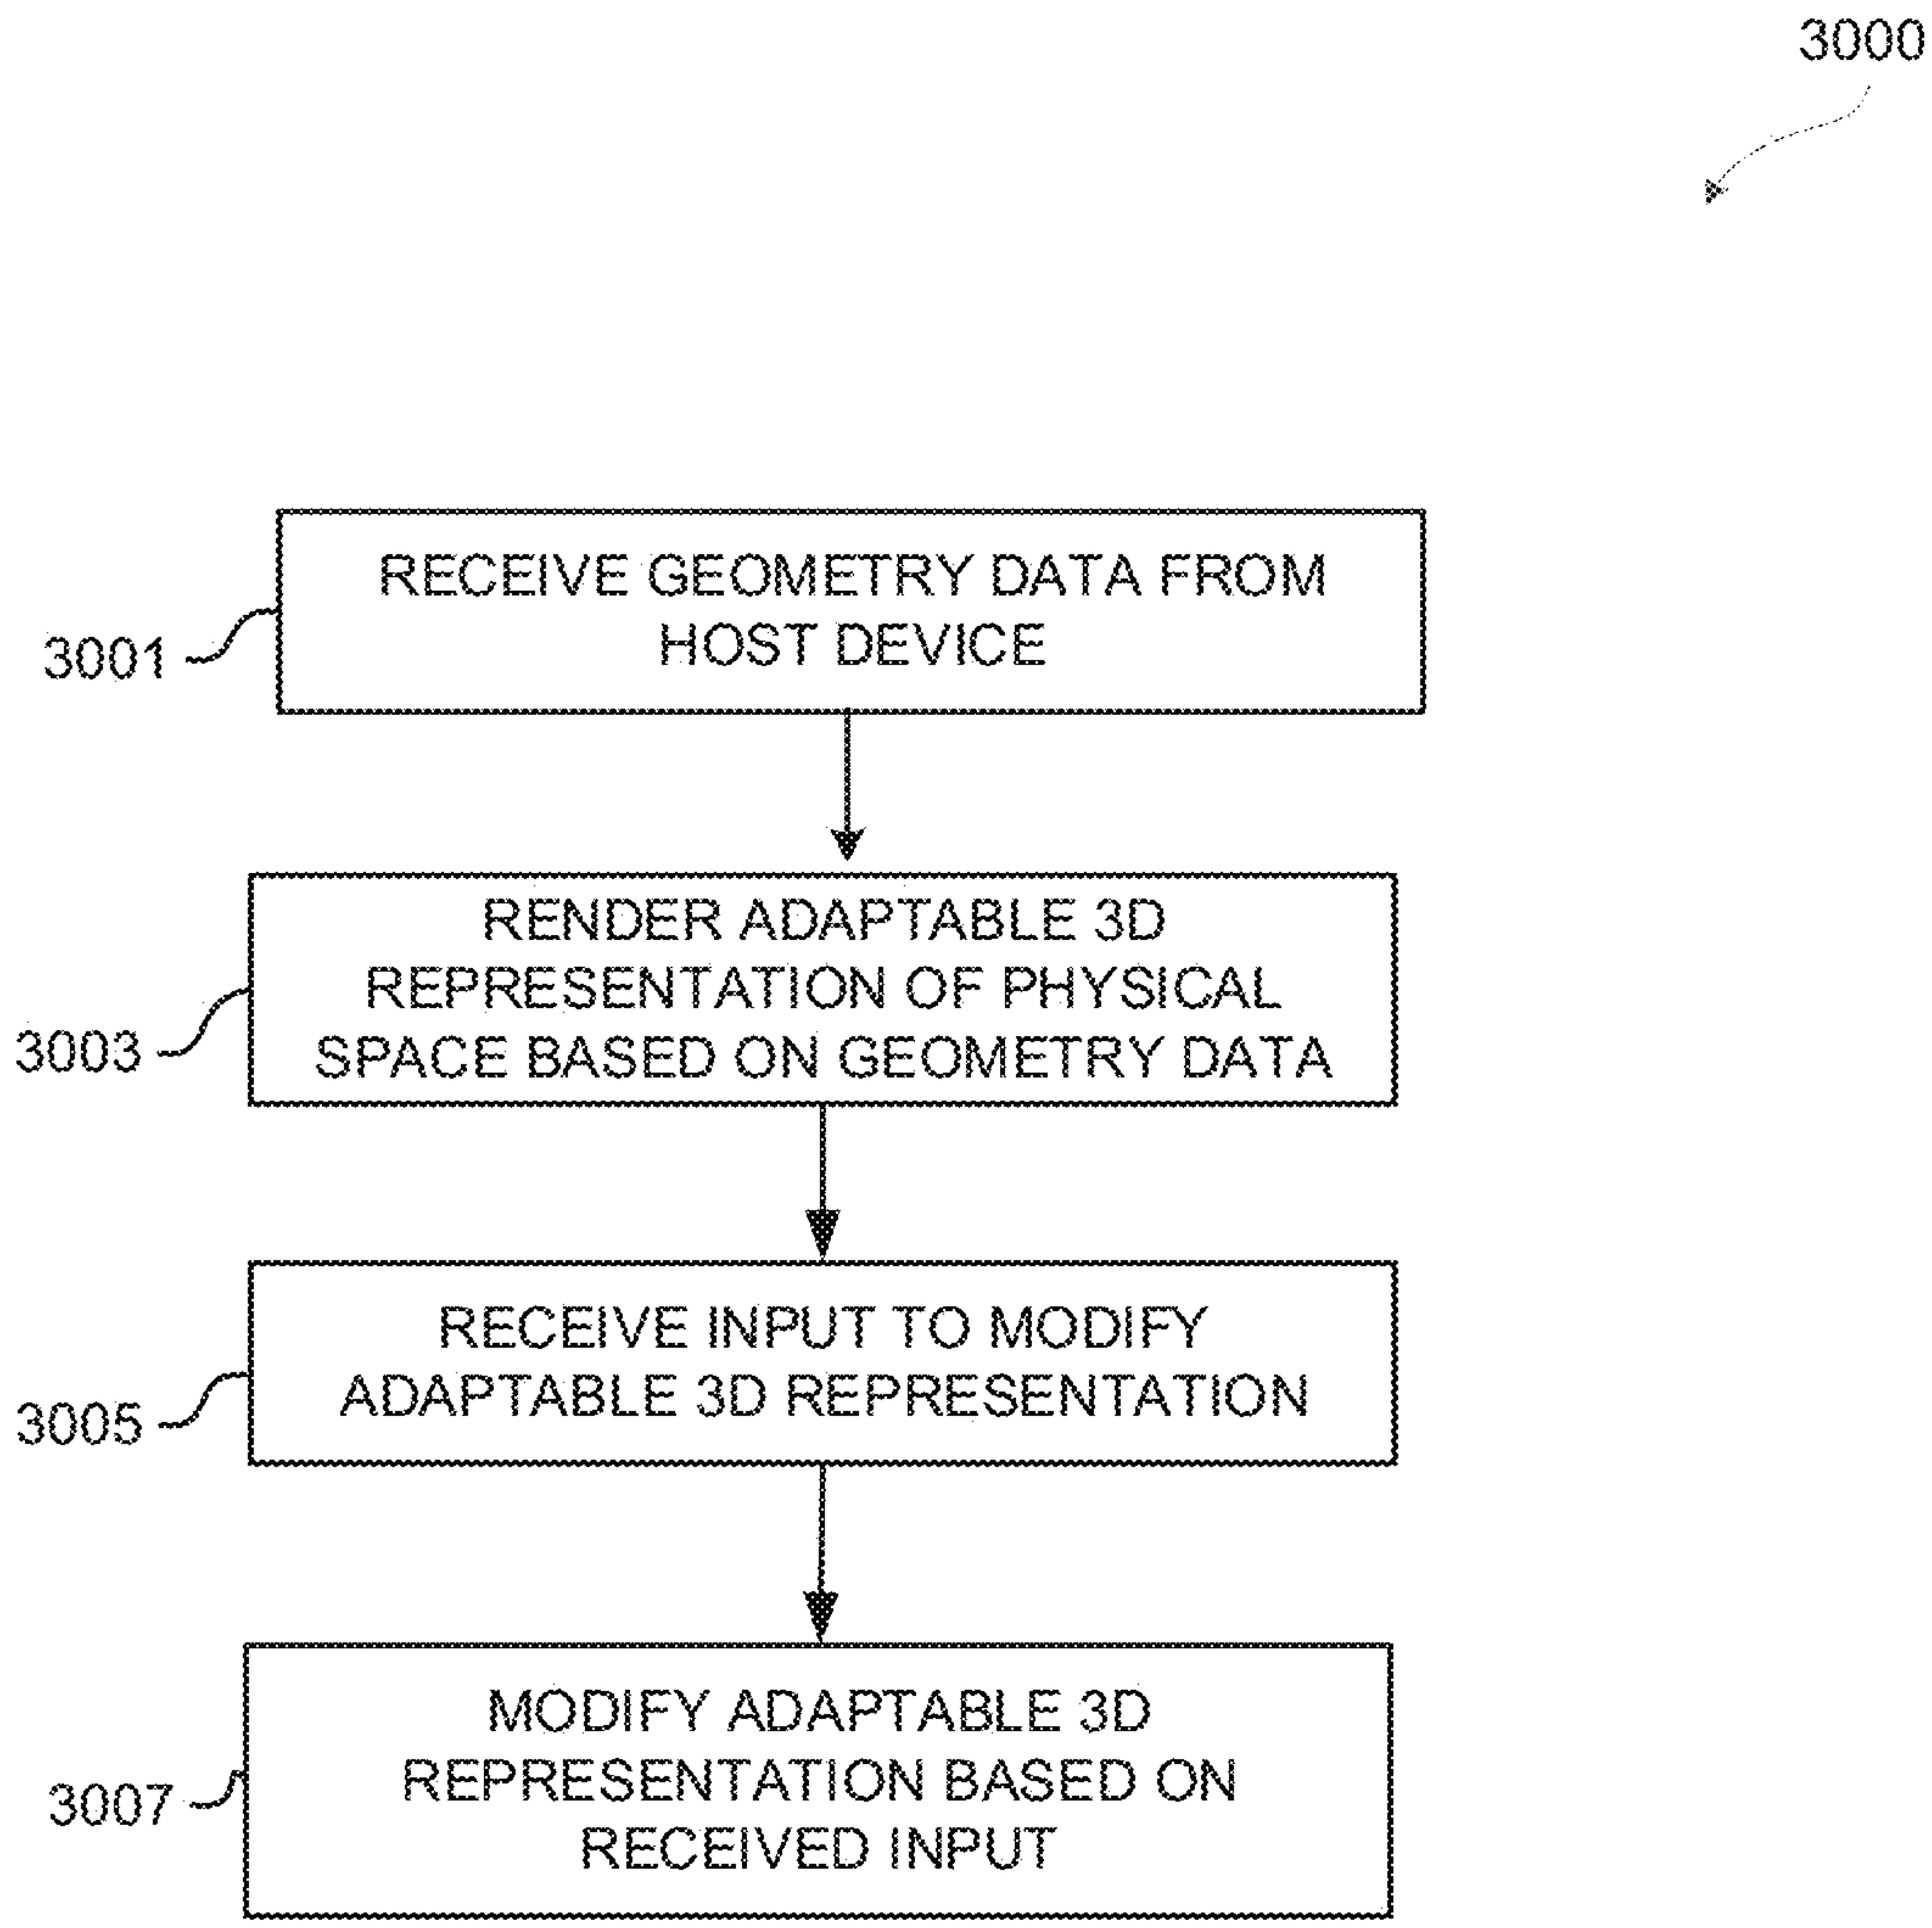 3000
RECEIVE GEOMETRY DATA FROM
HOST DEVICE
3001
RENDER ADAPTABLE 3D
REPRESENTATION OF PHYSICAL
SPACE BASED ON GEOMETRY DATA
3003
RECEIVE INPUT TO MODIFY
ADAPTABLE 3D REPRESENTATION
3005
MODIFY ADAPTABLE 3D
REPRESENTATION BASED ON
RECEIVED INPUT
3007